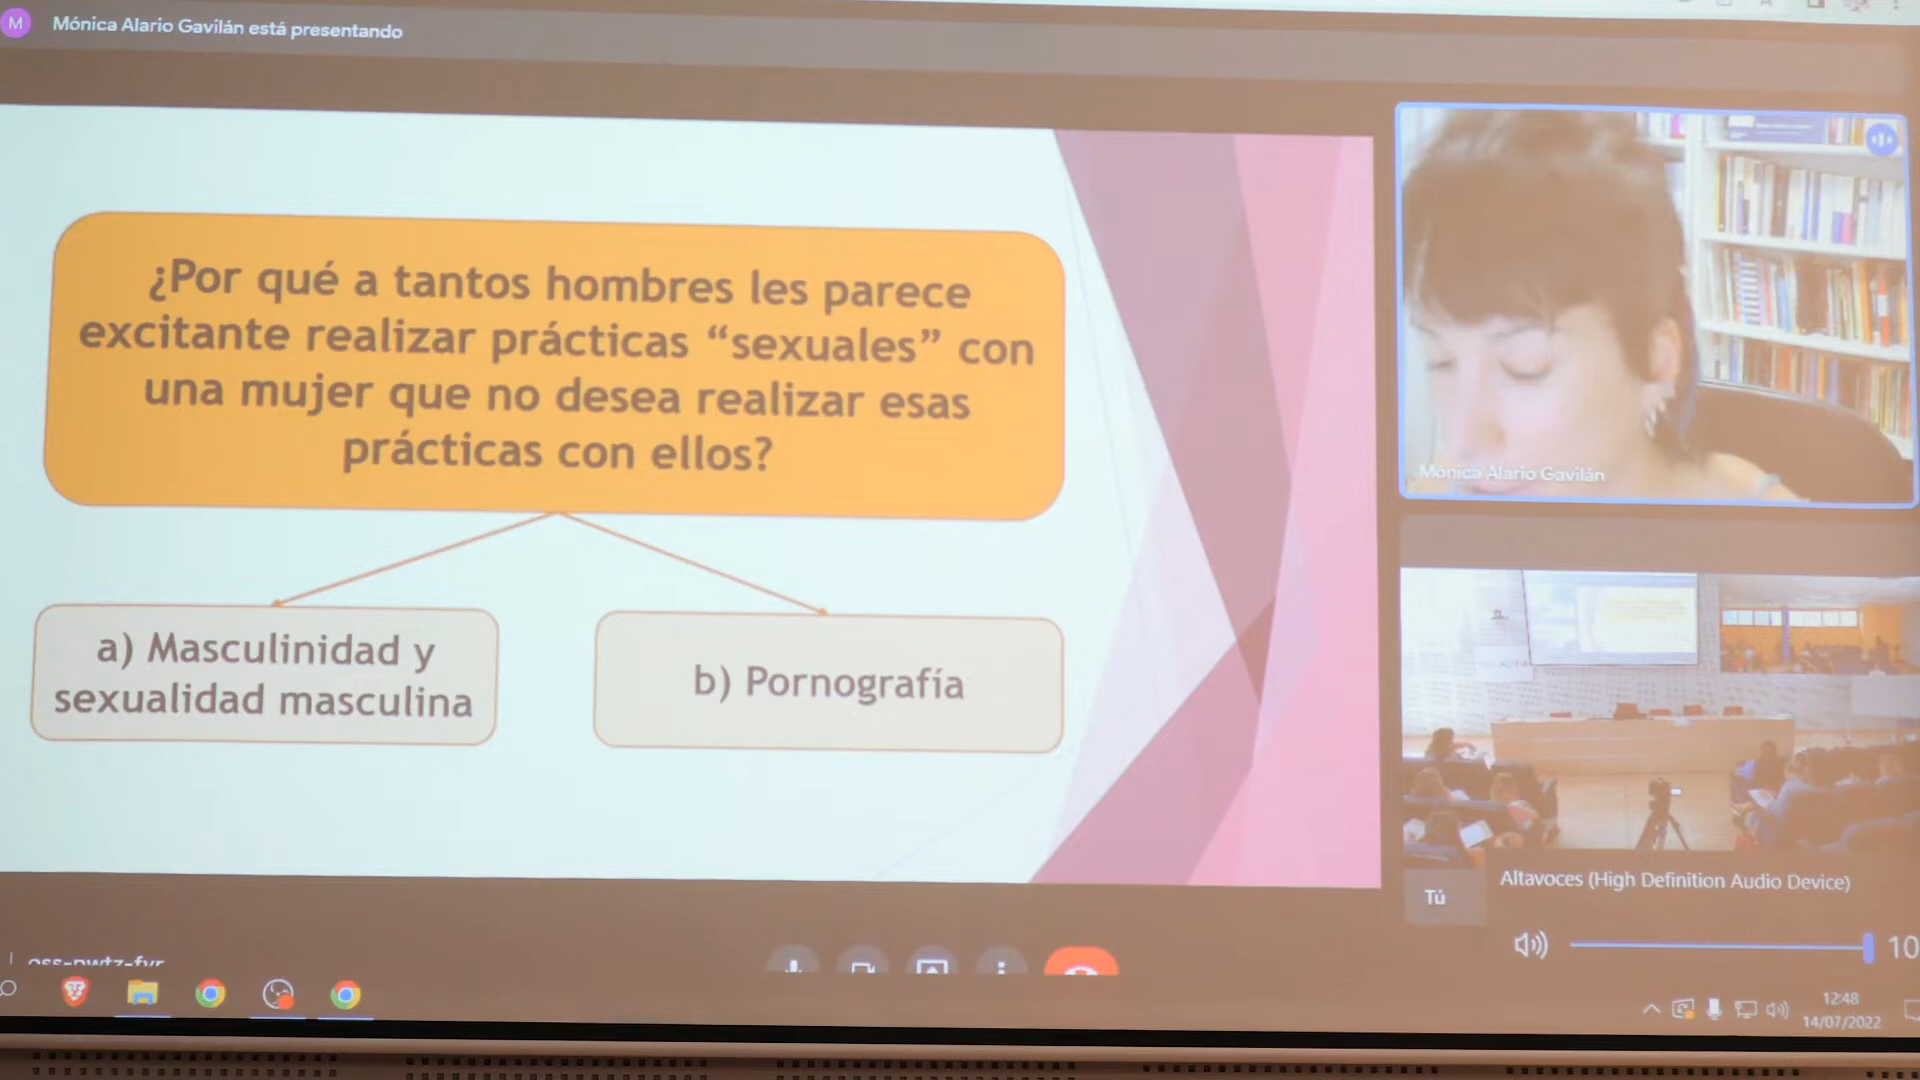 M
Mónica Alario Gavilán está presentando
¿Por qué a tantos hombres les parece
excitante realizar prácticas “sexuales” con
una mujer que no desea realizar esas
prácticas con ellos?
a) Masculinidad y
sexualidad masculina
b) Pornografía
Mónica Alario Gavilán
Tú
Altavoces (High Definition Audio Device)
10
12:48
14/07/2022